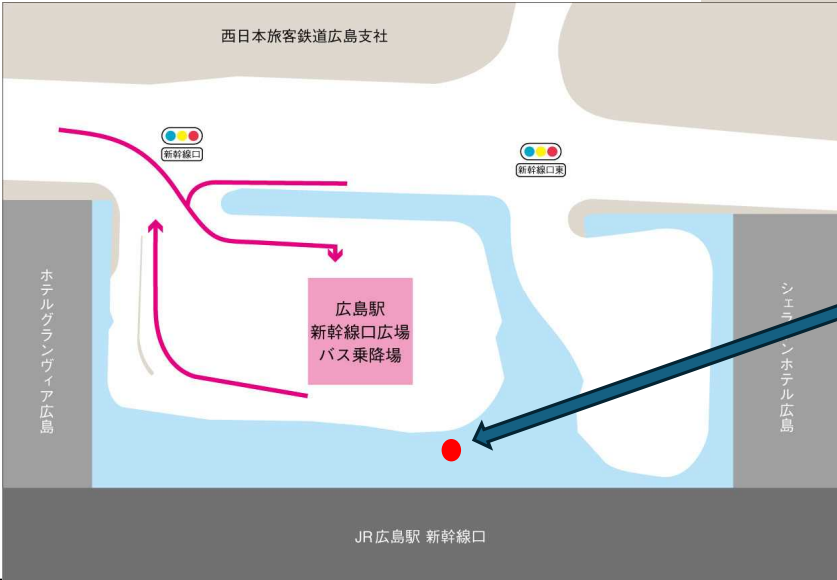 西日本旅客鉄道広島支社
新幹線口
新幹線口東
ホテルグランヴィア広島
広島駅
新幹線口広場
バス乗降場
シェラ
ンホテル広島
JR広島駅 新幹線口